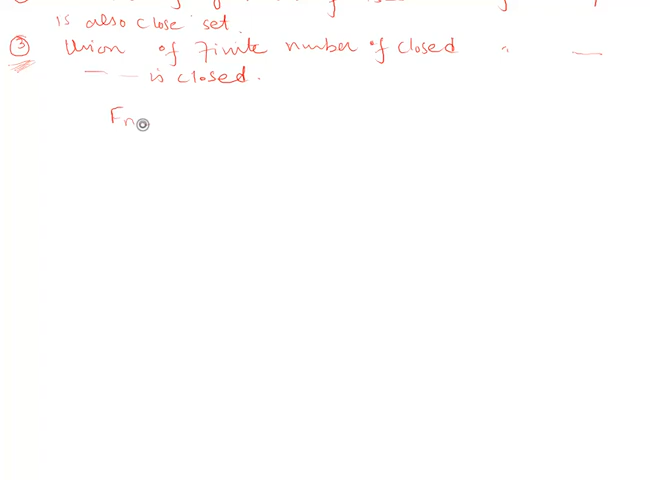 is also close set.
③ Union of Finite number of closed " —
— — is closed.
Fn